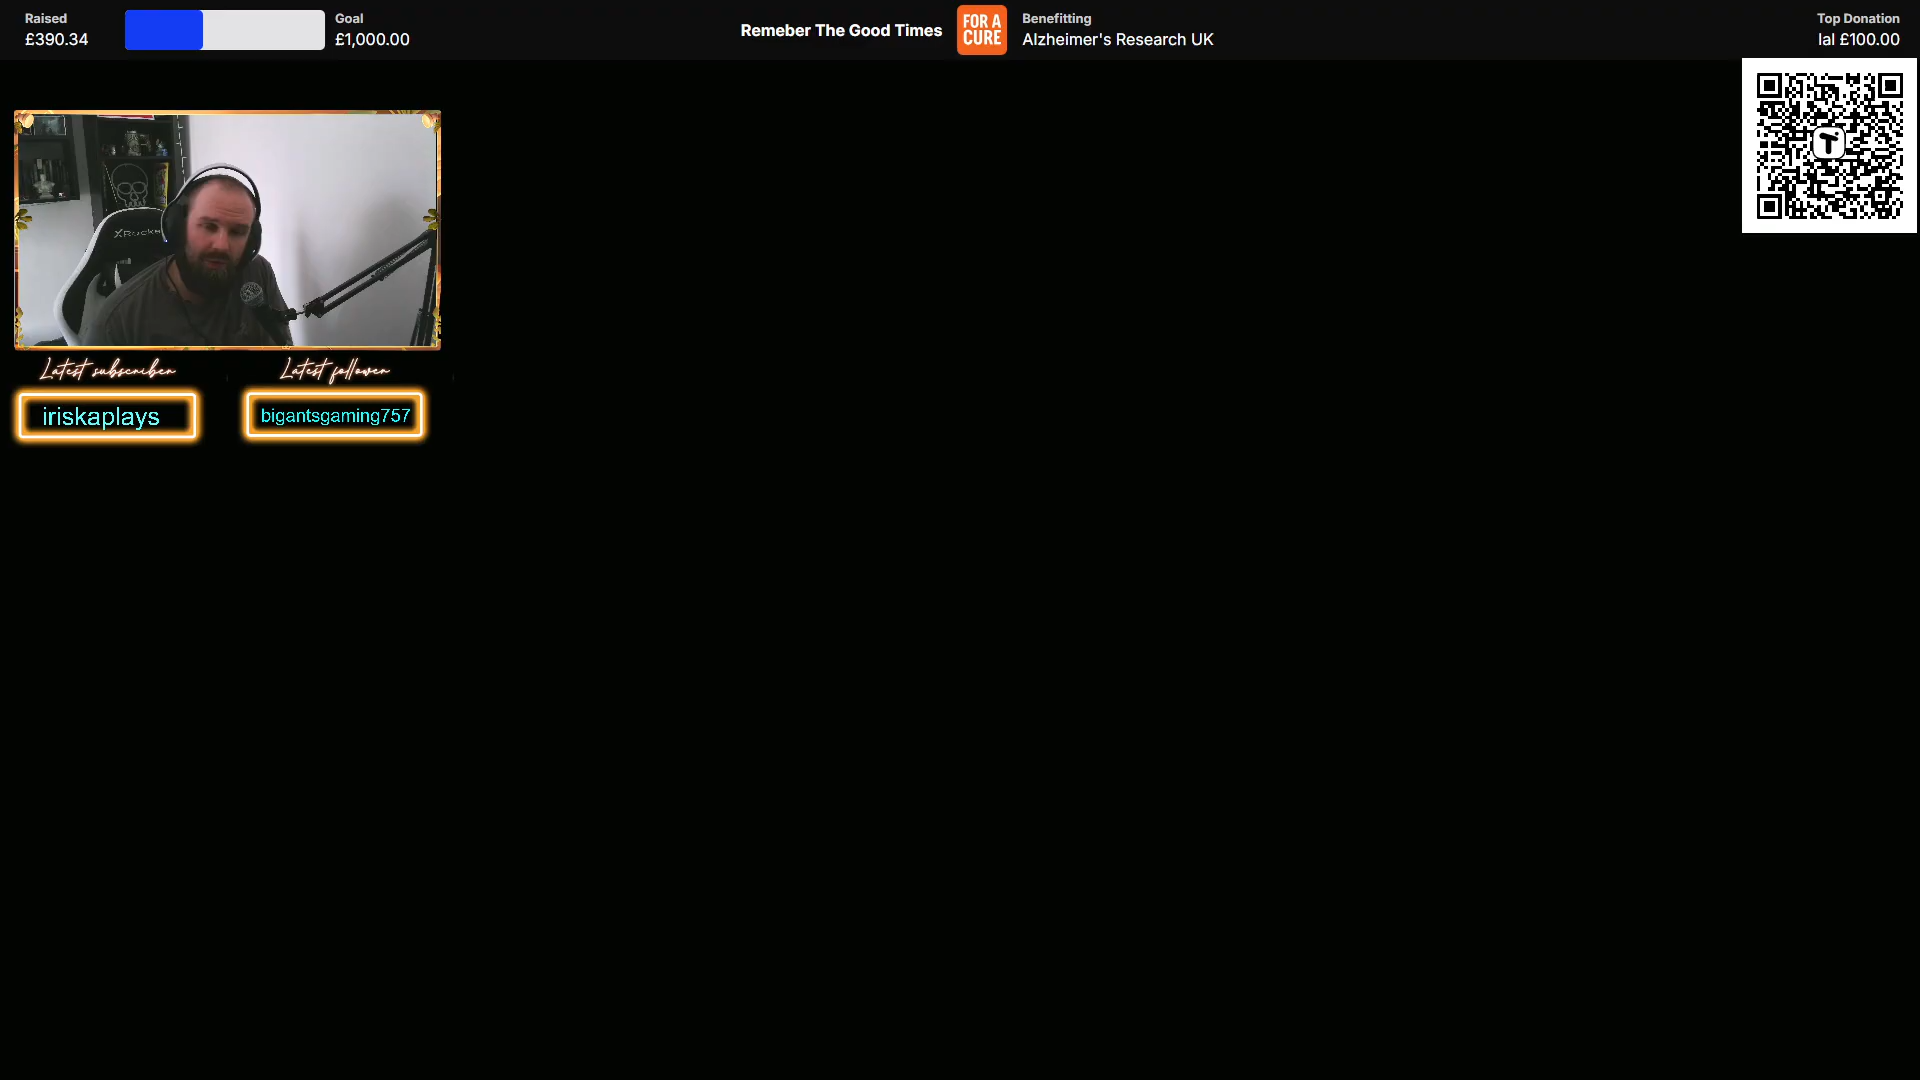 Raised
£390.34
Goal
£1,000.00
Remeber The Good Times
FOR A
CURE
Benefitting
Alzheimer's Research UK
Top Donation
lal £100.00
T
XROCKER
Latest subscriber
Latest follower
iriskaplays
bigantsgaming757